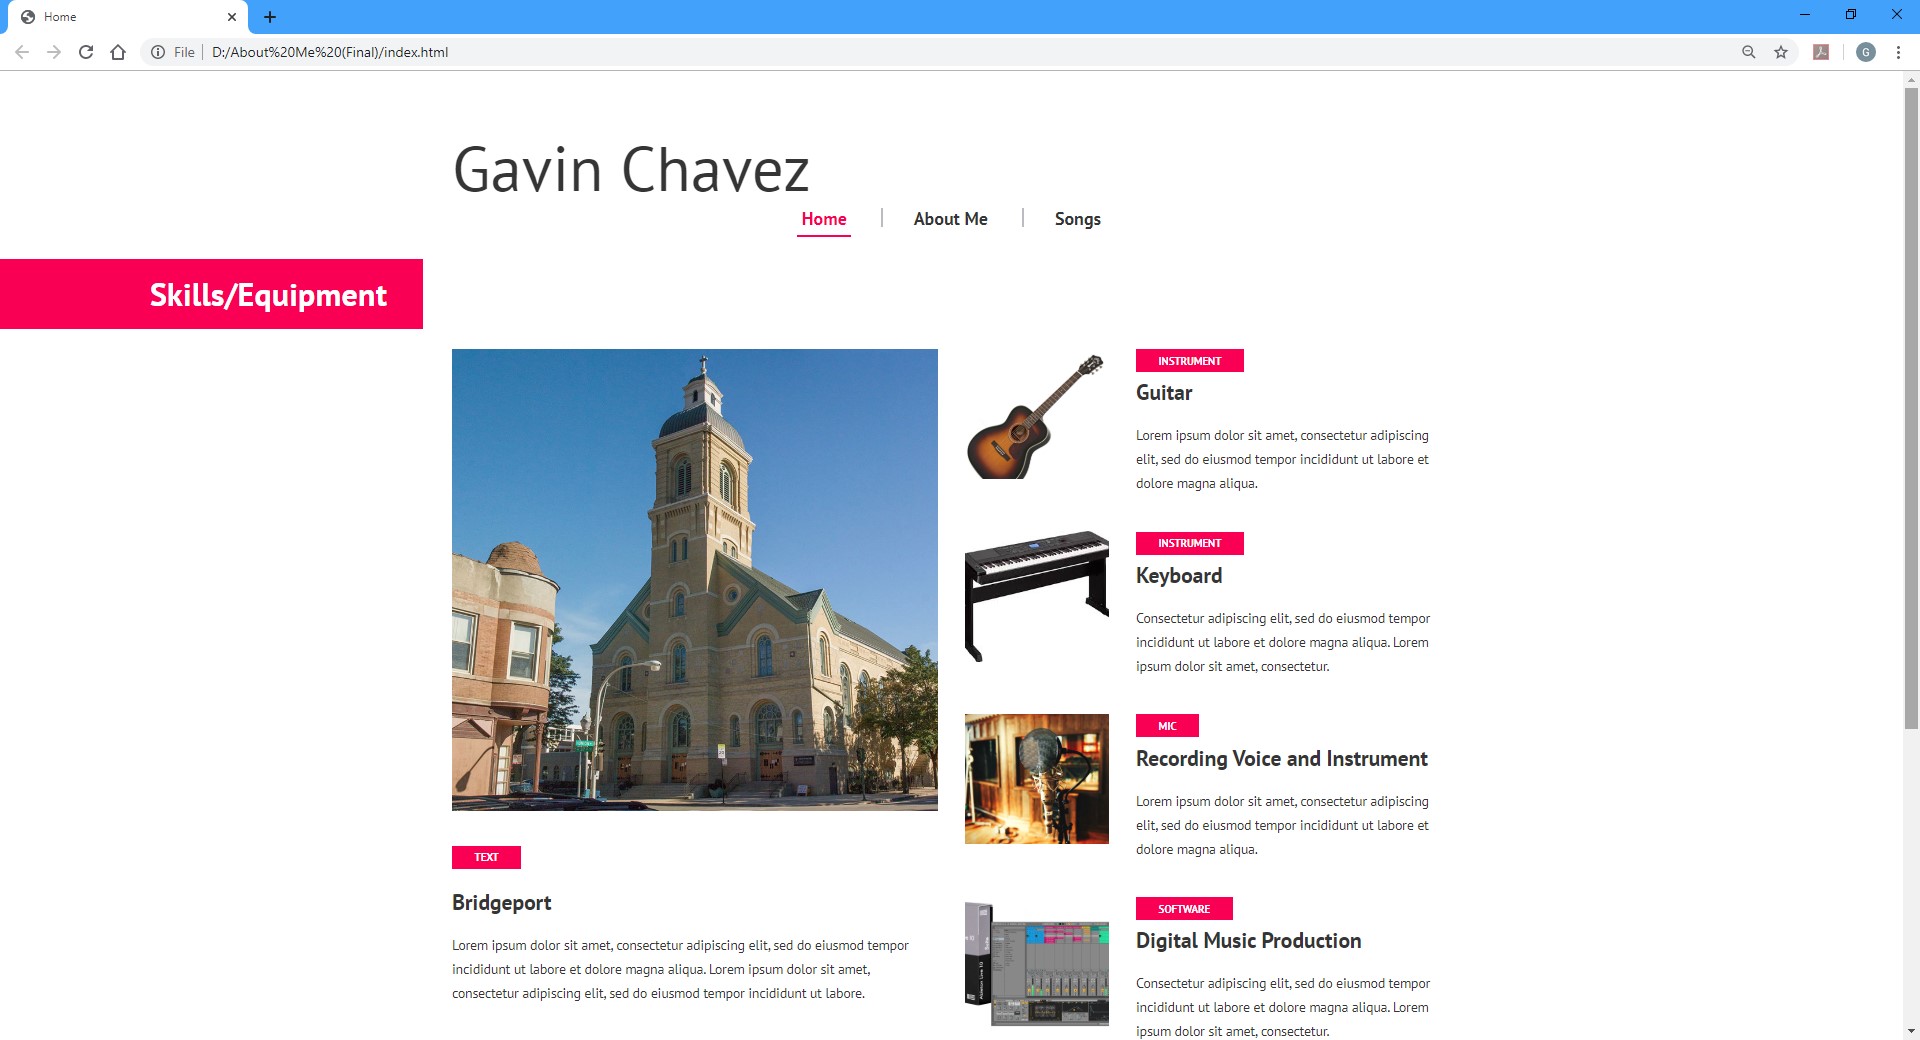 Home
File
D:/About%20Me%20(Final)/index.html
G
Gavin Chavez
Home
About Me
Songs
Skills/Equipment
TEXT
Bridgeport
Lorem ipsum dolor sit amet, consectetur adipiscing elit, sed do eiusmod tempor
incididunt ut labore et dolore magna aliqua. Lorem ipsum dolor sit amet,
consectetur adipiscing elit, sed do eiusmod tempor incididunt ut labore.
INSTRUMENT
Guitar
Lorem ipsum dolor sit amet, consectetur adipiscing
elit, sed do eiusmod tempor incididunt ut labore et
dolore magna aliqua.
INSTRUMENT
Keyboard
Consectetur adipiscing elit, sed do eiusmod tempor
incididunt ut labore et dolore magna aliqua. Lorem
ipsum dolor sit amet, consectetur.
MIC
Recording Voice and Instrument
Lorem ipsum dolor sit amet, consectetur adipiscing
elit, sed do eiusmod tempor incididunt ut labore et
dolore magna aliqua.
SOFTWARE
Digital Music Production
Consectetur adipiscing elit, sed do eiusmod tempor
incididunt ut labore et dolore magna aliqua. Lorem
ipsum dolor sit amet, consectetur.